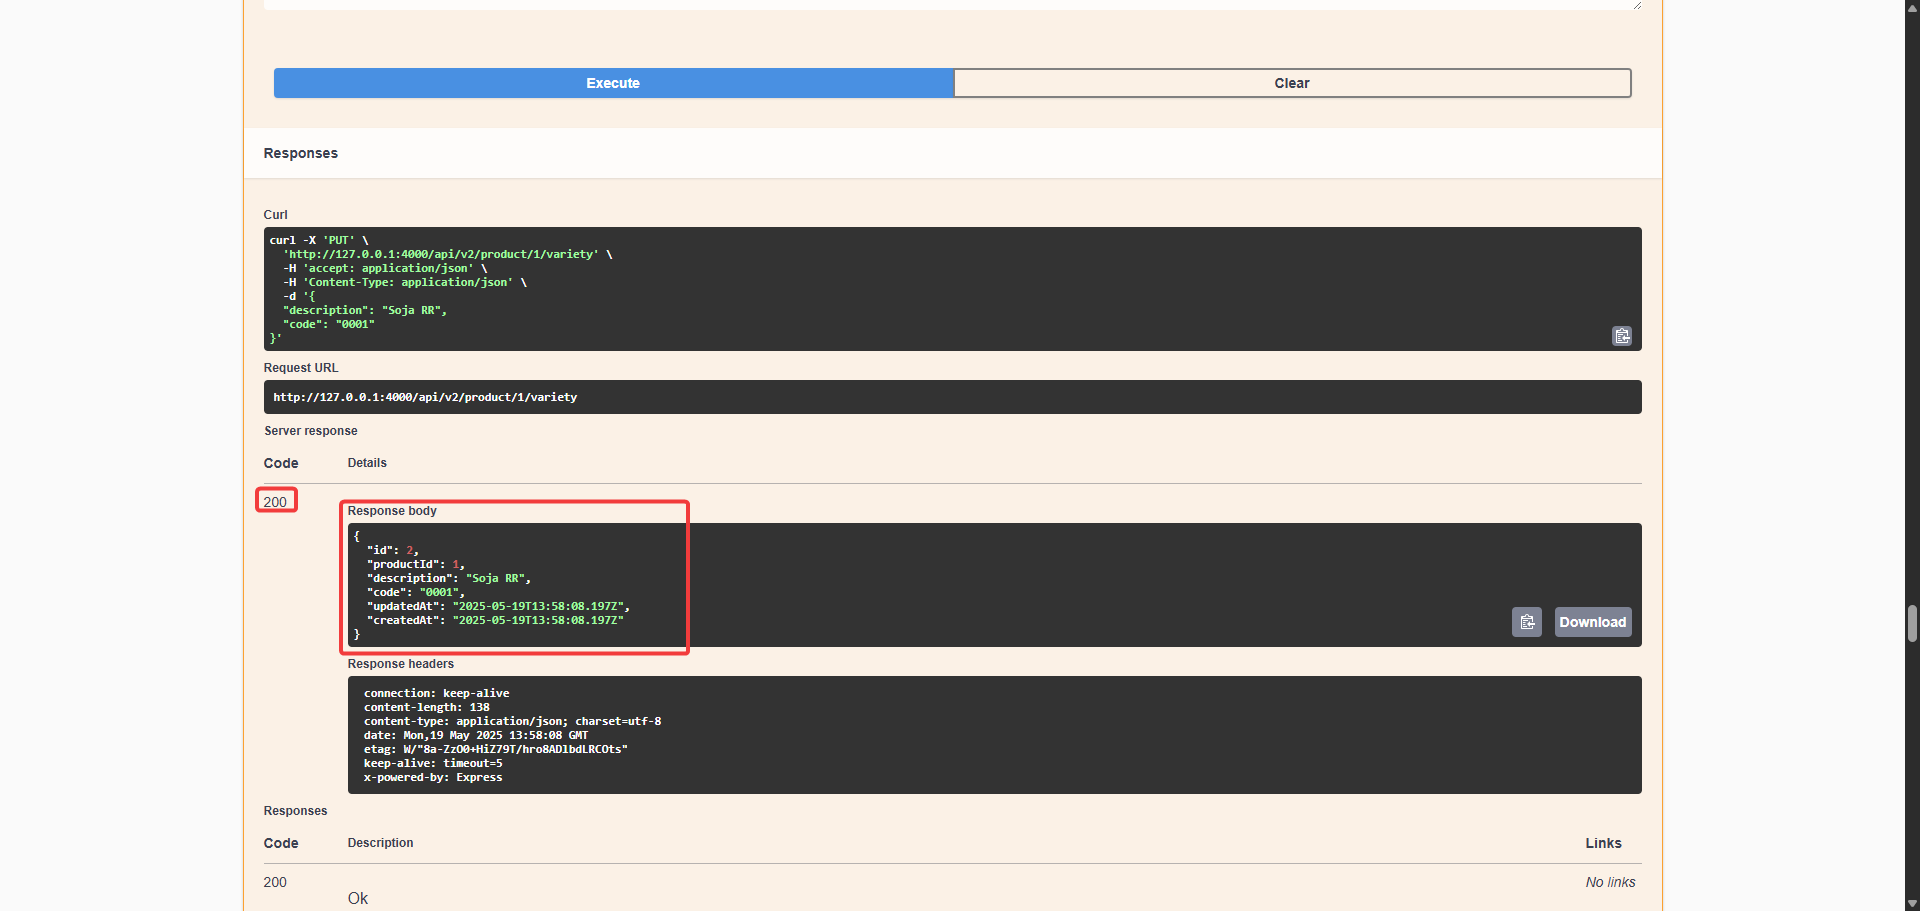 Execute
Clear
Responses
Curl
curl -X 'PUT' \
'http://127.0.0.1:4000/api/v2/product/1/variety' \
-H 'accept: application/json' \
-H 'Content-Type: application/json' \
-d '{
"description": "Soja RR",
"code": "0001"
}'
Request URL
http://127.0.0.1:4000/api/v2/product/1/variety
Server response
Code
Details
200
Response body
{
"id": 2,
"productId": 1,
"description": "Soja RR",
"code": "0001",
"updatedAt": "2025-05-19T13:58:08.197Z",
"createdAt": "2025-05-19T13:58:08.197Z"
}
Download
Response headers
connection: keep-alive
content-length: 138
content-type: application/json; charset=utf-8
date: Mon,19 May 2025 13:58:08 GMT
etag: W/"8a-ZzO0+HiZ79T/hro8ADlbdLRCOts"
keep-alive: timeout=5
x-powered-by: Express
Responses
Code
Description
Links
200
Ok
No links